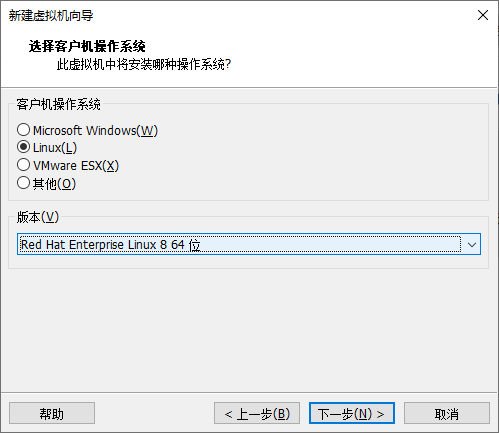 新建虚拟机向导
选择客户机操作系统
此虚拟机中将安装哪种操作系统?
客户机操作系统
Microsoft Windows(W)
Linux(L)
VMware ESX(X)
其他(O)
版本(V)
Red Hat Enterprise Linux 8 64 位
帮助
< 上一步(B)
下一步(N) >
取消